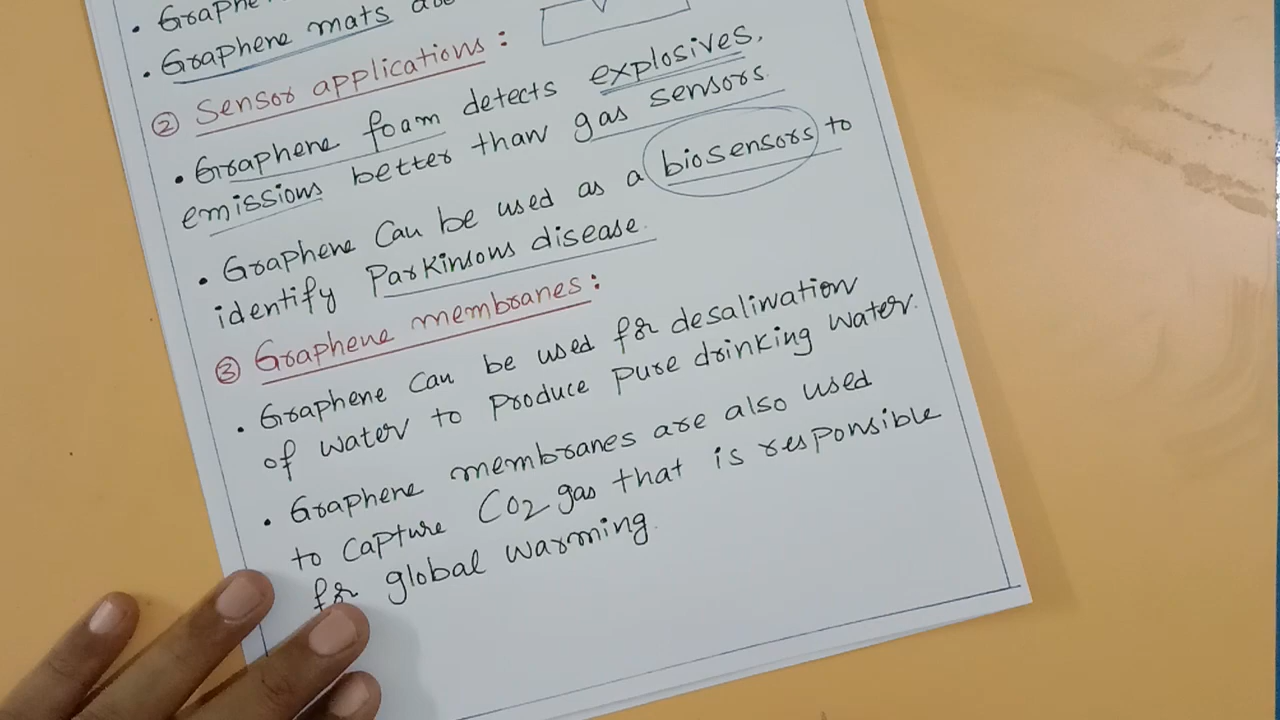 • Graphene
• Graphene mats
② Sensor applications :
• Graphene foam detects explosives,
emissions better than gas sensors.
• Graphene can be used as a biosensors to
identify Parkinsons disease.
③ Graphene membranes :
• Graphene can be used for desalination
of water to produce pure drinking water.
• Graphene membranes are also used
to capture CO2 gas that is responsible
for global warming.